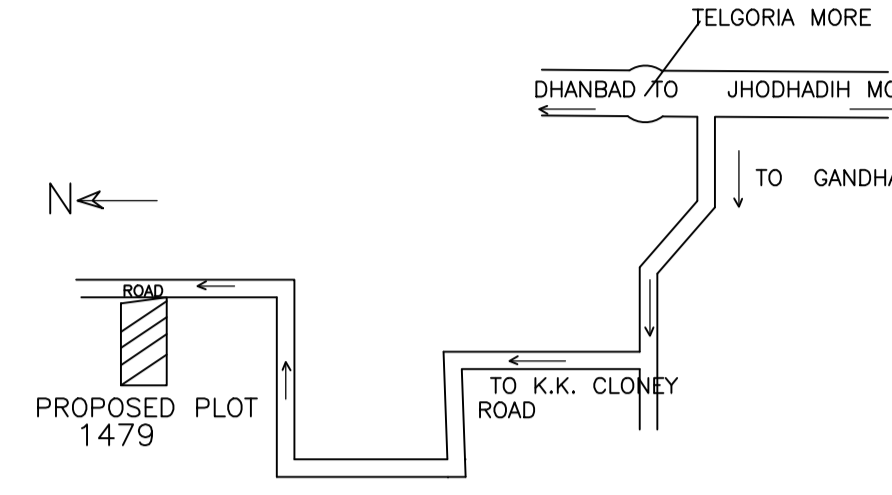 TELGORIA MORE
DHANBAD TO JHODHADIH
TO
N
ROAD
TO K.K. CLONEY
ROAD
PROPOSED PLOT
1479